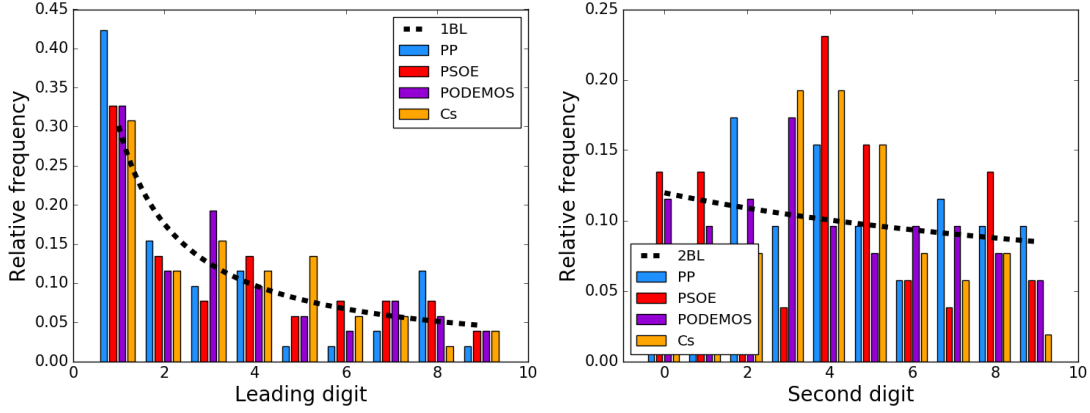 0.45
0.40
0.35
0.30
0.25
0.20
0.15
0.10
0.05
0.00
0 2 4 6 8 10
Relative frequency
Leading digit
1BL
PP
PSOE
PODEMOS
Cs
0.25
0.20
0.15
0.10
0.05
0.00
0 2 4 6 8 10
Relative frequency
Second digit
2BL
PP
PSOE
PODEMOS
Cs